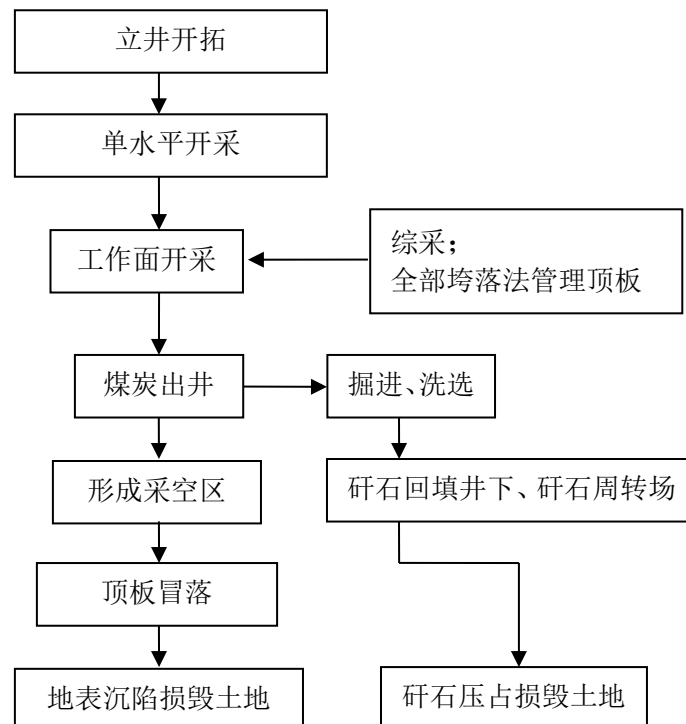 立井开拓
单水平开采
工作面开采
综采；
全部垮落法管理顶板
煤炭出井
掘进、洗选
形成采空区
矸石回填井下、矸石周转场
顶板冒落
地表沉陷损毁土地
矸石压占损毁土地